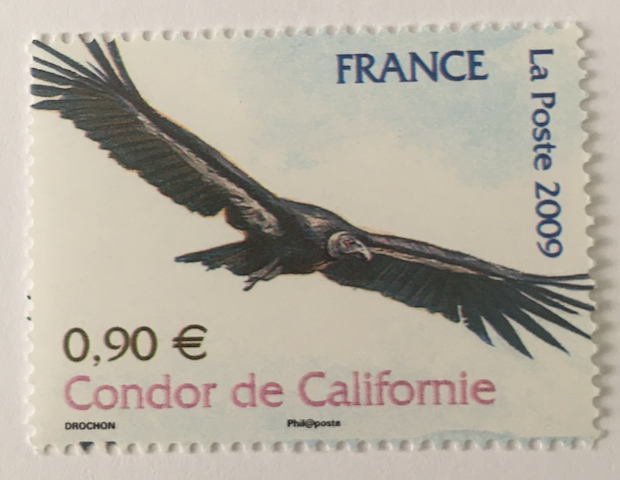 FRANCE
La Poste 2009
0,90 €
Condor de Californie
DROCHON Phil@poste